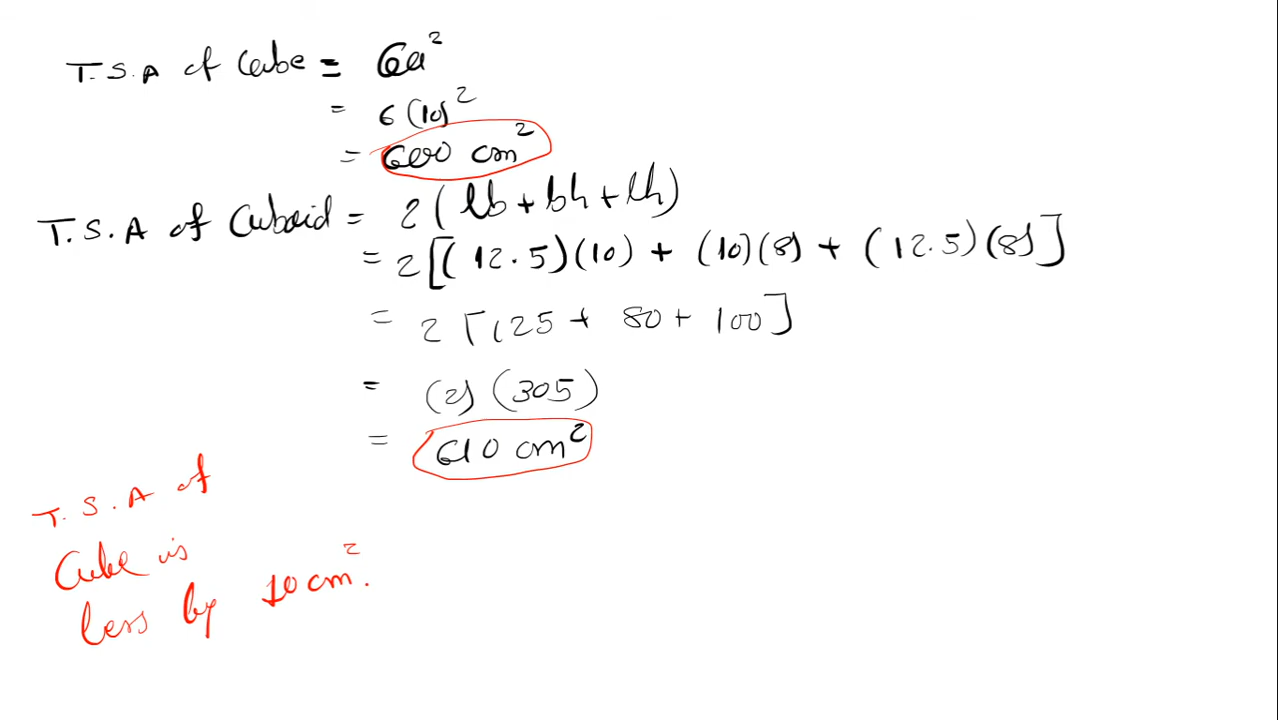 T.S.A of Cube = 6a²
= 6(10)²
= 600 cm²
T.S.A of Cuboid = 2(lb+bh+lh)
= 2[(12.5)(10) + (10)(8) + (12.5)(8)]
= 2[125 + 80 + 100]
= (2)(305)
= 610 cm²
T.S.A of
Cube is
less by 10 cm².